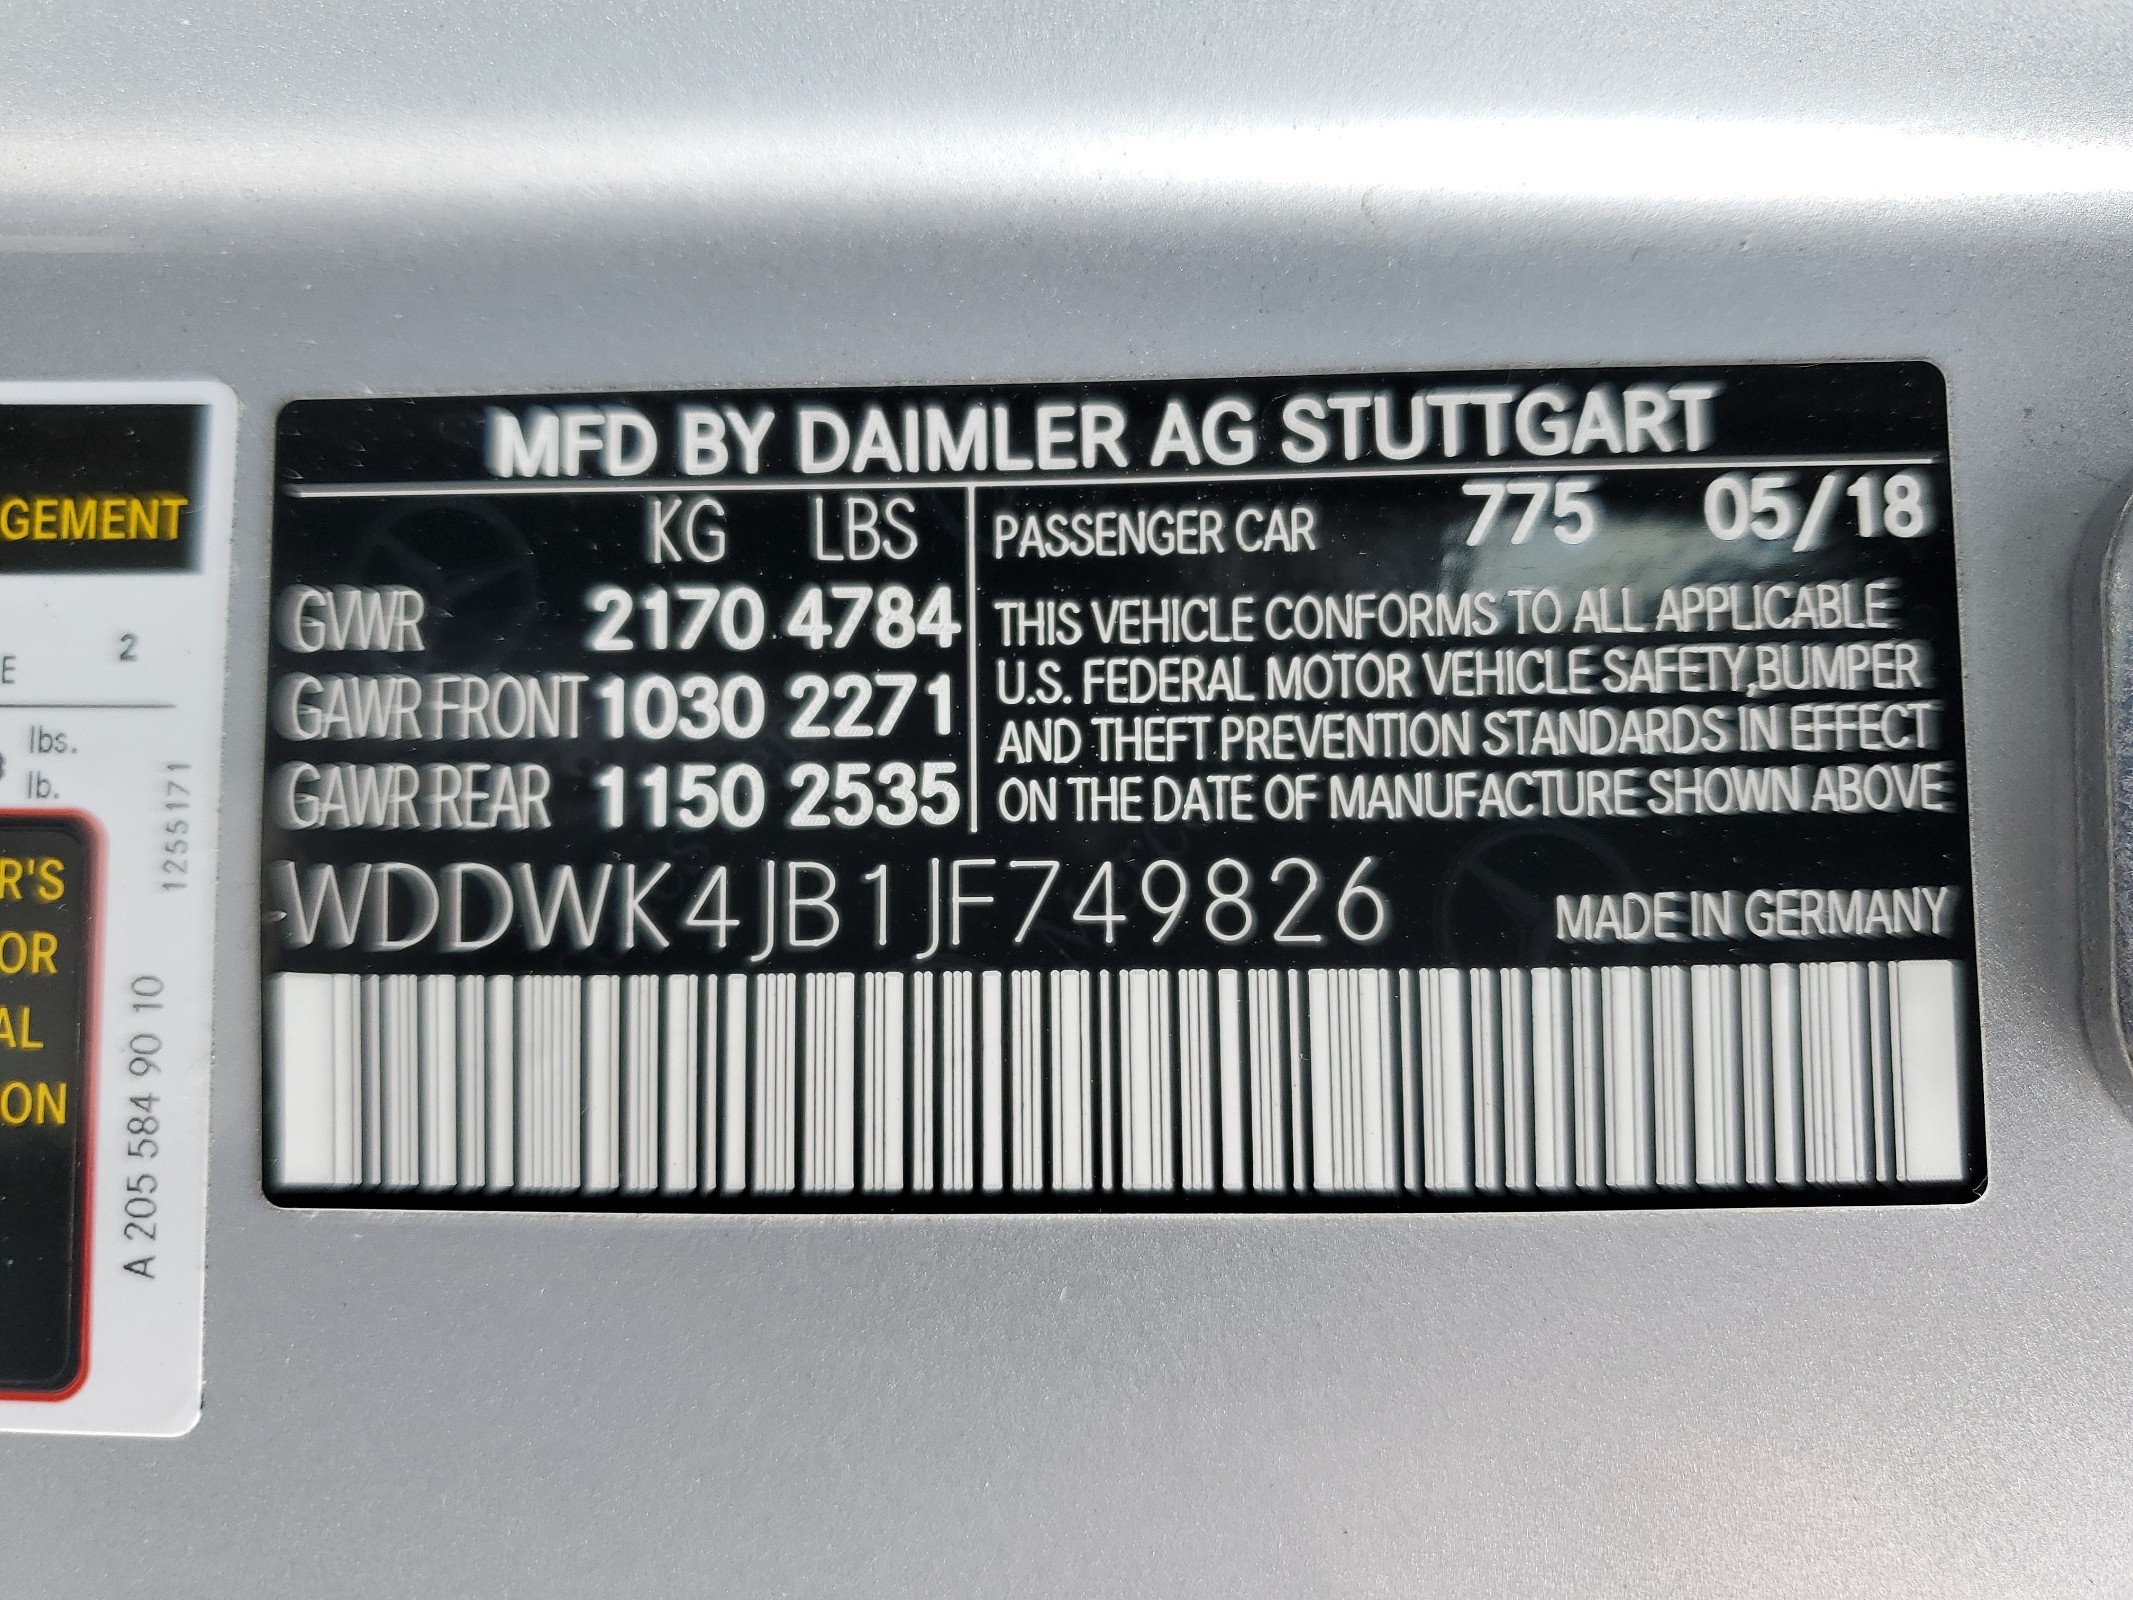 MFD BY DAIMLER AG STUTTGART
KG LBS
GVWR 2170 4784
GAWR FRONT 1030 2271
GAWR REAR 1150 2535
PASSENGER CAR 775 05/18
THIS VEHICLE CONFORMS TO ALL APPLICABLE
U.S. FEDERAL MOTOR VEHICLE SAFETY,BUMPER
AND THEFT PREVENTION STANDARDS IN EFFECT
ON THE DATE OF MANUFACTURE SHOWN ABOVE
WDDWK4JB1JF749826
MADE IN GERMANY
GEMENT
E 2
lbs.
lb.
R'S
OR
AL
ON
1255171
A 205 584 90 10